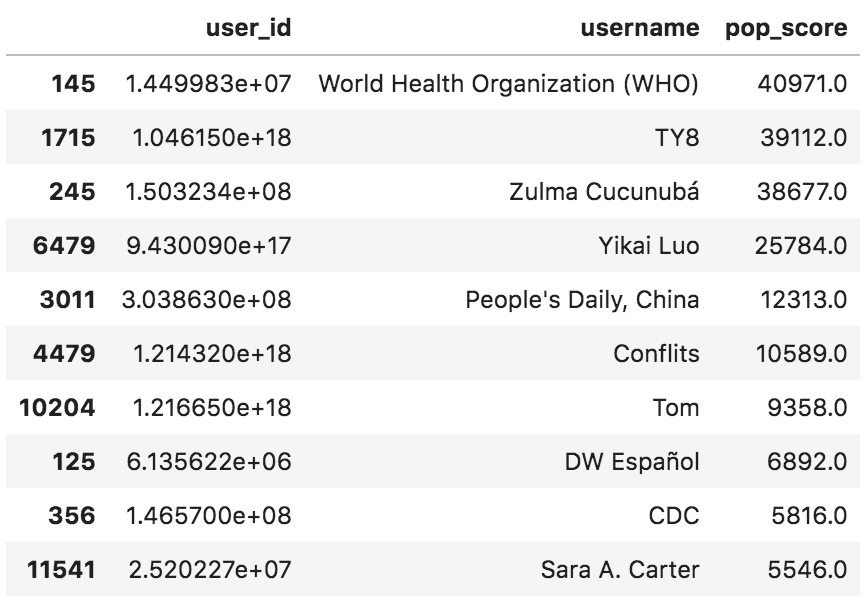 user_id username pop_score
145 1.449983e+07 World Health Organization (WHO) 40971.0
1715 1.046150e+18 TY8 39112.0
245 1.503234e+08 Zulma Cucunubá 38677.0
6479 9.430090e+17 Yikai Luo 25784.0
3011 3.038630e+08 People's Daily, China 12313.0
4479 1.214320e+18 Conflits 10589.0
10204 1.216650e+18 Tom 9358.0
125 6.135622e+06 DW Español 6892.0
356 1.465700e+08 CDC 5816.0
11541 2.520227e+07 Sara A. Carter 5546.0